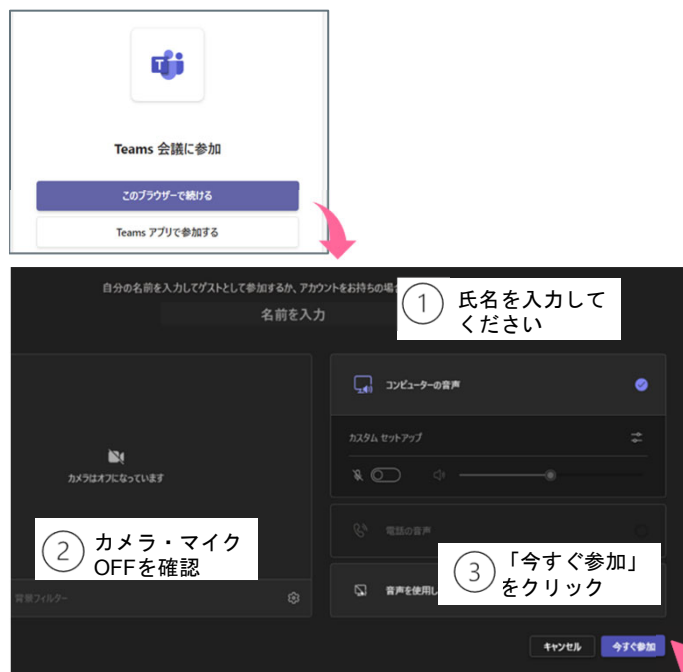 Teams 会議に参加
このブラウザーで続ける
Teams アプリで参加する
自分の名前を入力してゲストとして参加するか、アカウントをお持ちの場
名前を入力
1 氏名を入力して
ください
コンピューターの音声
カスタム セットアップ
カメラはオフになっています
電話の音声
2 カメラ・マイク
OFFを確認
3 「今すぐ参加」
をクリック
背景フィルター
音声を使用し
キャンセル
今すぐ参加